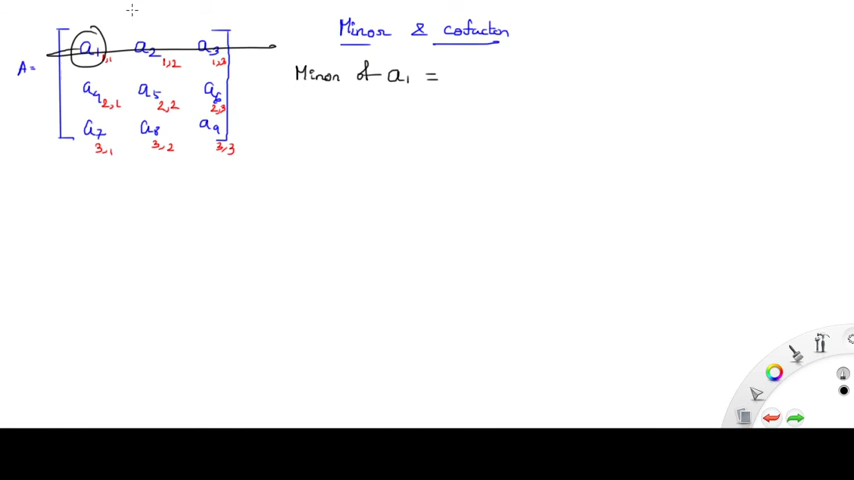 Minor & cofactor
A = a1 1,1 a2 1,2 a3 1,3
a4 2,1 a5 2,2 a6 2,3
a7 3,1 a8 3,2 a9 3,3
Minor of a1 =